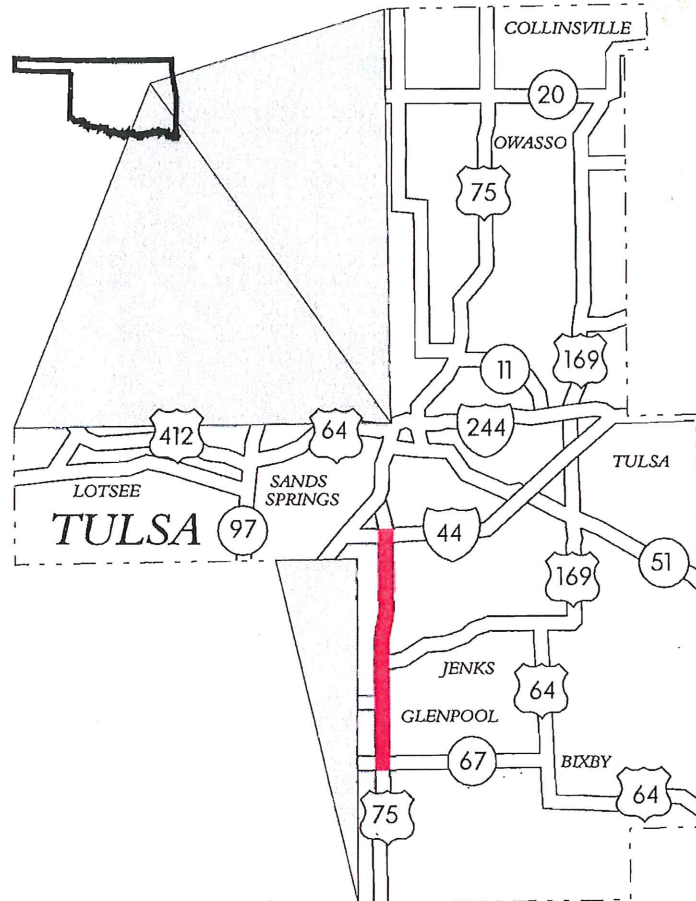 COLLINSVILLE
20
OWASSO
75
169
11
412
64
244
TULSA
LOTSEE
SANDS
SPRINGS
TULSA
97
44
51
169
JENKS
64
GLENPOOL
67
BIXBY
64
75